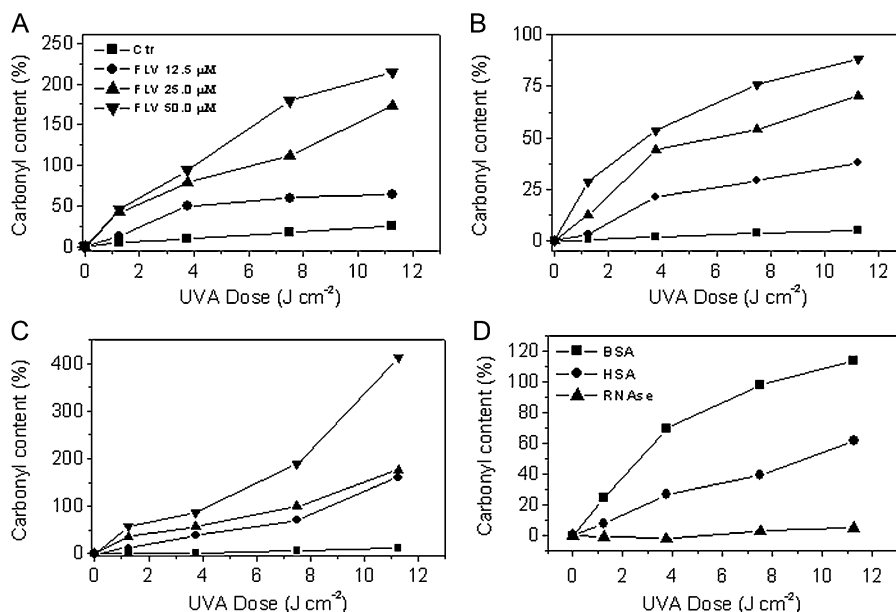 A
250
200
150
100
50
0
Carbonyl content (%)
Ctr
FLV 12.5 μM
FLV 25.0 μM
FLV 50.0 μM
0 2 4 6 8 10 12
UVA Dose (J cm-2)
B
100
75
50
25
0
Carbonyl content (%)
0 2 4 6 8 10 12
UVA Dose (J cm-2)
C
400
300
200
100
0
Carbonyl content (%)
0 2 4 6 8 10 12
UVA Dose (J cm-2)
D
120
100
80
60
40
20
0
Carbonyl content (%)
BSA
HSA
RNAse
0 2 4 6 8 10 12
UVA Dose (J cm-2)